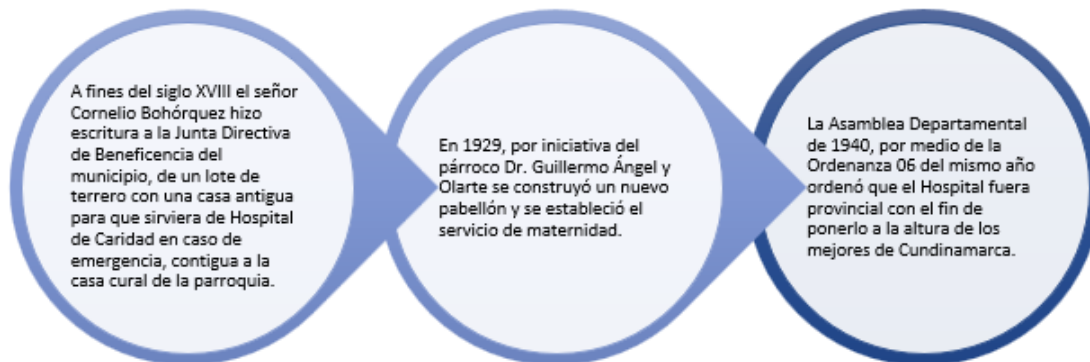 A fines del siglo XVIII el señor
Cornelio Bohórquez hizo
escritura a la Junta Directiva
de Beneficencia del
municipio, de un lote de
terrero con una casa antigua
para que sirviera de Hospital
de Caridad en caso de
emergencia, contigua a la
casa cural de la parroquia.
En 1929, por iniciativa del
párroco Dr. Guillermo Ángel y
Olarte se construyó un nuevo
pabellón y se estableció el
servicio de maternidad.
La Asamblea Departamental
de 1940, por medio de la
Ordenanza 06 del mismo año
ordenó que el Hospital fuera
provincial con el fin de
ponerlo a la altura de los
mejores de Cundinamarca.